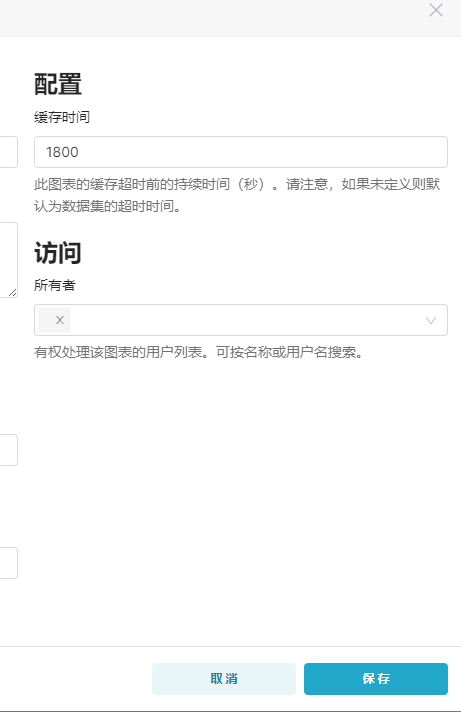 配置
缓存时间
1800
此图表的缓存超时前的持续时间（秒）。请注意，如果未定义则默
认为数据集的超时时间。
访问
所有者
X
有权处理该图表的用户列表。可按名称或用户名搜索。
取消
保存